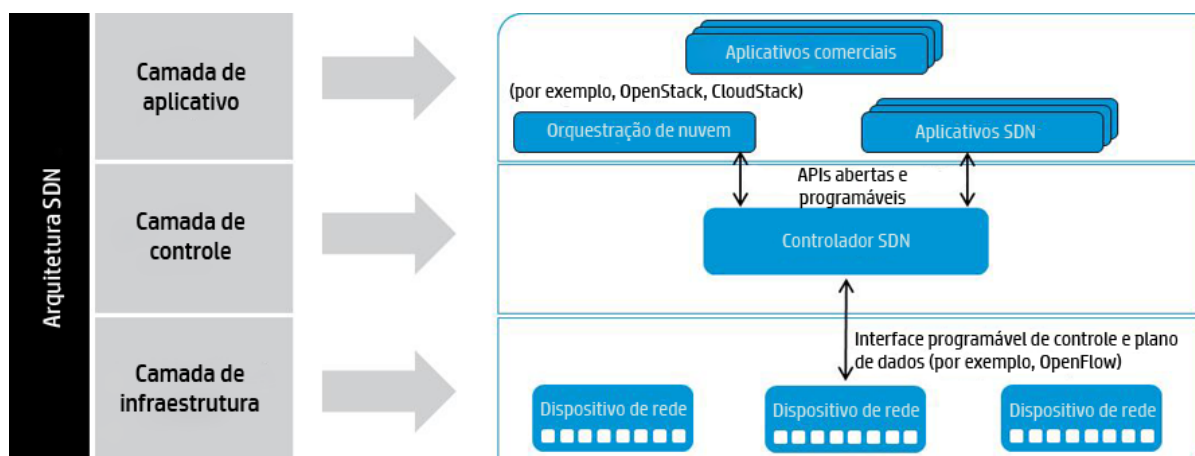 Arquitetura SDN
Camada de
aplicativo
Aplicativos comerciais
(por exemplo, OpenStack, CloudStack)
Orquestração de nuvem
Aplicativos SDN
Camada de
controle
APIs abertas e
programáveis
Controlador SDN
Camada de
infraestrutura
Interface programável de controle e plano
de dados (por exemplo, OpenFlow)
Dispositivo de rede
Dispositivo de rede
Dispositivo de rede